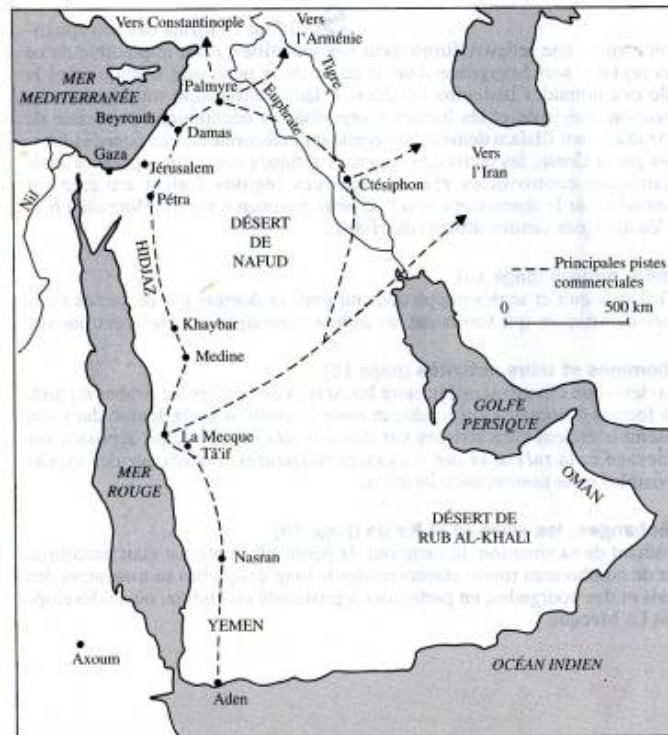 Vers Constantinople
Vers
l'Arménie
MER
MEDITERRANÉE
Palmyre
Tigre
Euphrate
Beyrouth
Damas
Gaza
Jérusalem
Ctésiphon
Vers
l'Iran
Nil
Pétra
DÉSERT
DE
NAFUD
HIDJAZ
Principales pistes
commerciales
0 500 km
Khaybar
Medine
GOLFE
PERSIQUE
La Mecque
Tā'if
MER
ROUGE
OMAN
DÉSERT DE
RUB AL-KHALI
Nasran
YEMEN
Axoum
Aden
OCÉAN INDIEN